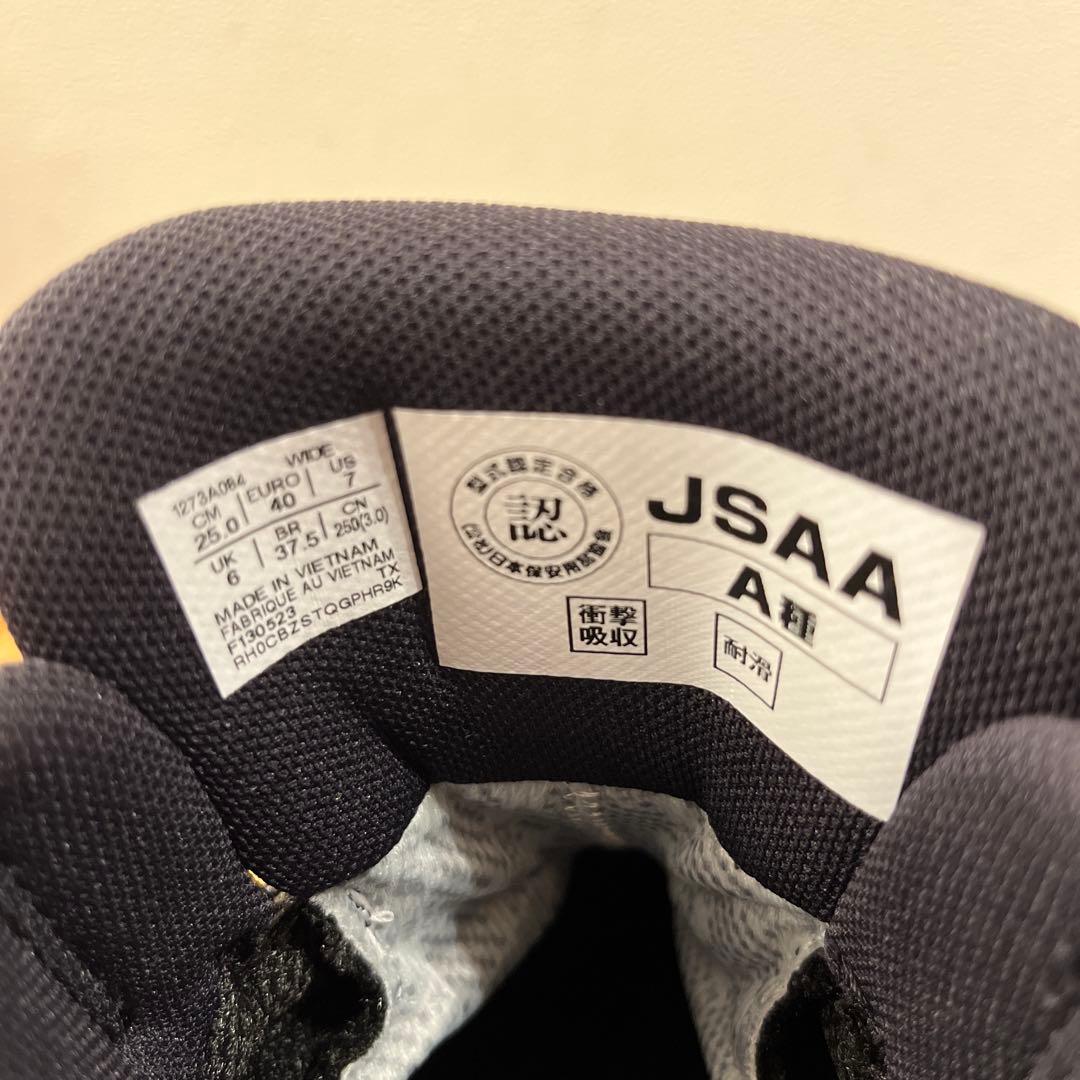 1273A084 WIDE
CM EURO US
25.0 40 7
UK BR CN
6 37.5 250(3.0)
MADE IN VIETNAM
FABRIQUE AU VIETNAM
F130523 TX
RH0CBZSTQGPHR9K
型式認定合格
認
(公社)日本保安用品協会
JSAA
A種
衝撃
吸収
耐滑